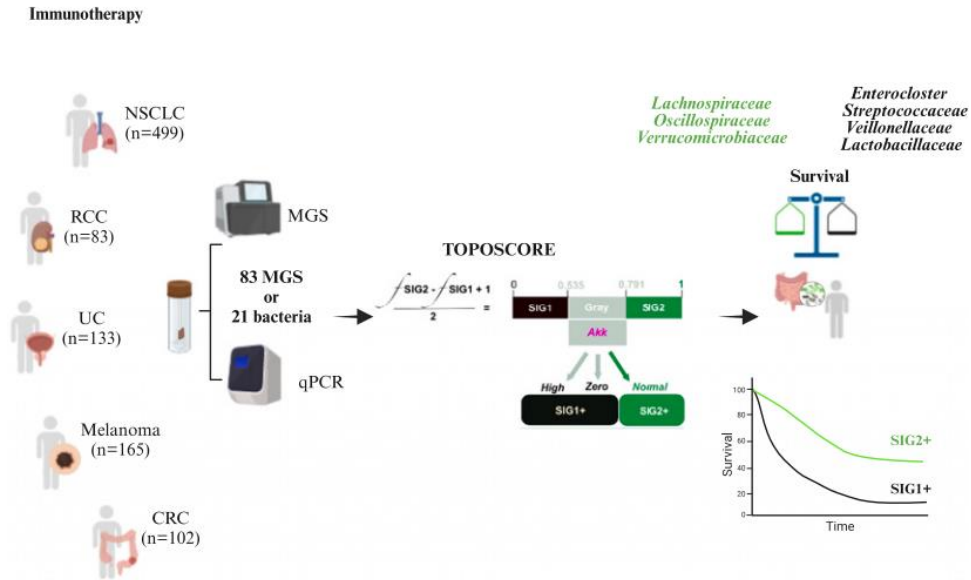 Immunotherapy
NSCLC
(n=499)
RCC
(n=83)
UC
(n=133)
Melanoma
(n=165)
CRC
(n=102)
MGS
83 MGS
or
21 bacteria
qPCR
TOPOSCORE
∫SIG2 - ∫SIG1 + 1
2
=
0 0.535 0.791 1
SIG1 Gray SIG2
Akk
High Zero Normal
SIG1+ SIG2+
Lachnospiraceae
Oscillospiraceae
Verrucomicrobiaceae
Enterocloster
Streptococcaceae
Veillonellaceae
Lactobacillaceae
Survival
100
80
60
40
20
0
Survival
SIG2+
SIG1+
Time